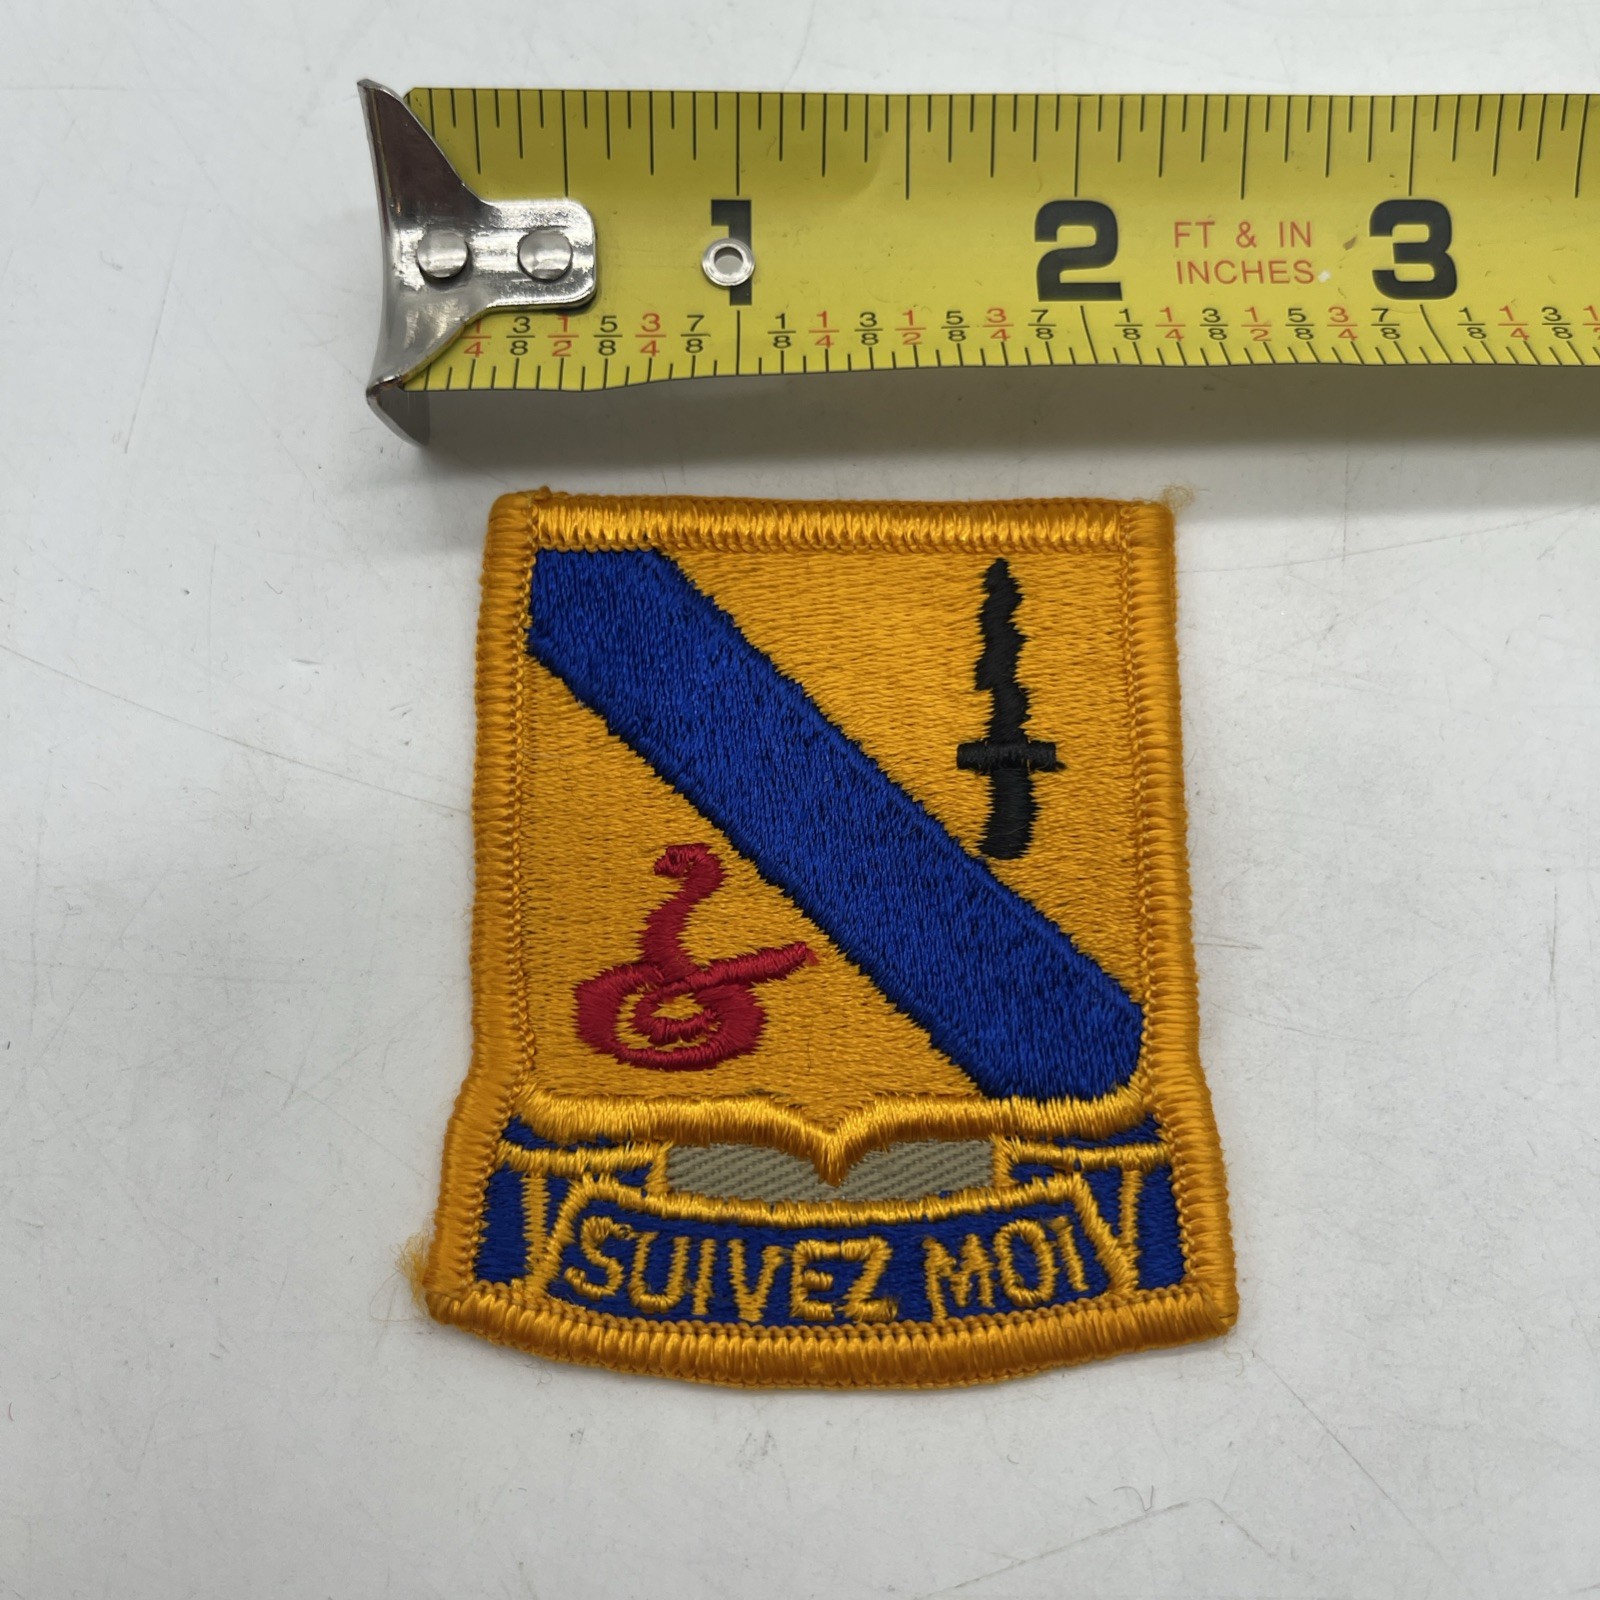 1 2 FT & IN 3
INCHES
1/4 3/8 1/2 5/8 3/4 7/8 1/8 1/4 3/8 1/2 5/8 3/4 7/8 1/8 1/4 3/8 1/2 5/8 3/4 7/8 1/8 1/4 3/8
SUIVEZ MOI